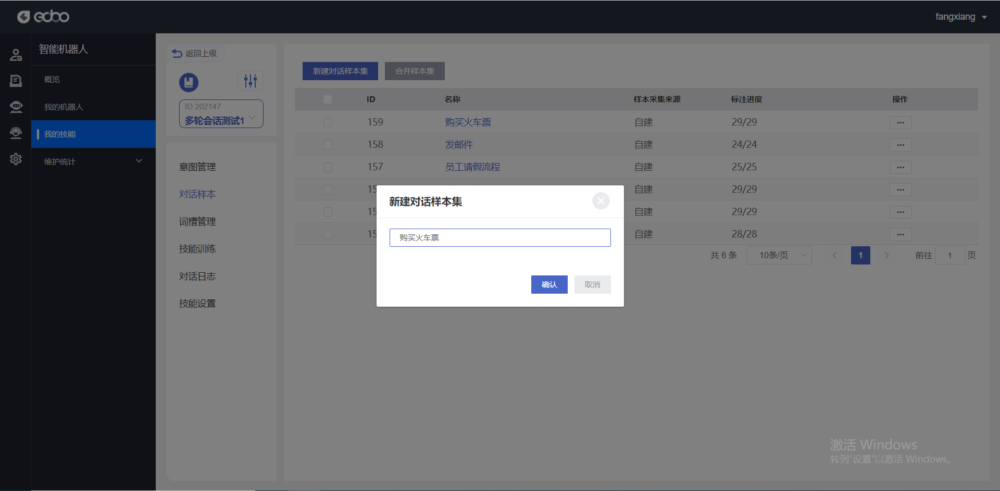 edoo
fangxiang
智能机器人
概览
我的机器人
我的技能
维护统计
返回上级
ID 202147
多轮会话测试1
意图管理
对话样本
词槽管理
技能训练
对话日志
技能设置
新建对话样本集 合并样本集
ID 名称 样本采集来源 标注进度 操作
159 购买火车票 自建 29/29 ···
158 发邮件 自建 24/24 ···
157 员工请假流程 自建 25/25 ···
15 自建 29/29 ···
15 自建 29/29 ···
15 自建 28/28 ···
共 6 条 10条/页 1 前往 1 页
新建对话样本集
购买火车票
确认 取消
激活 Windows
转到"设置"以激活 Windows。